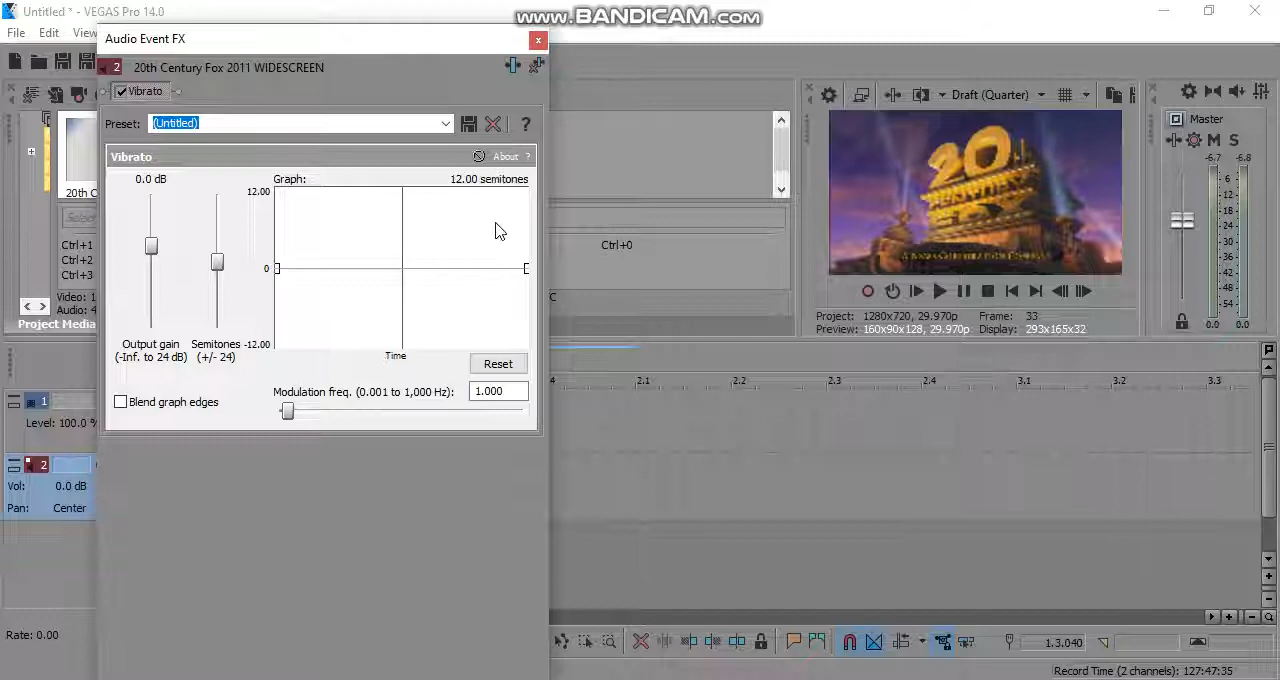 Untitled * - VEGAS Pro 14.0
www.BANDICAM.com
File Edit View
Audio Event FX
x
2 20th Century Fox 2011 WIDESCREEN
Vibrato
Preset: (Untitled)
?
Vibrato
About ?
0.0 dB
Graph:
12.00 semitones
12.00
0
-12.00
Output gain
(-Inf. to 24 dB)
Semitones
(+/- 24)
Time
Reset
Blend graph edges
Modulation freq. (0.001 to 1,000 Hz):
1.000
20th C
Selec
Ctrl+1
Ctrl+2
Ctrl+3
Ctrl+0
Video: 1
Audio: 4
Project Media
C
Draft (Quarter)
20
CENTURY
FOX
Project: 1280x720, 29.970p
Frame: 33
Preview: 160x90x128, 29.970p
Display: 293x165x32
Master
M S
-6.7 -6.8
6
12
18
24
30
36
42
48
54
0.0 0.0
4
2.1
2.2
2.3
2.4
3.1
3.2
3.3
1
Level: 100.0 %
2
Vol: 0.0 dB
Pan: Center
Rate: 0.00
1.3.040
Record Time (2 channels): 127:47:35